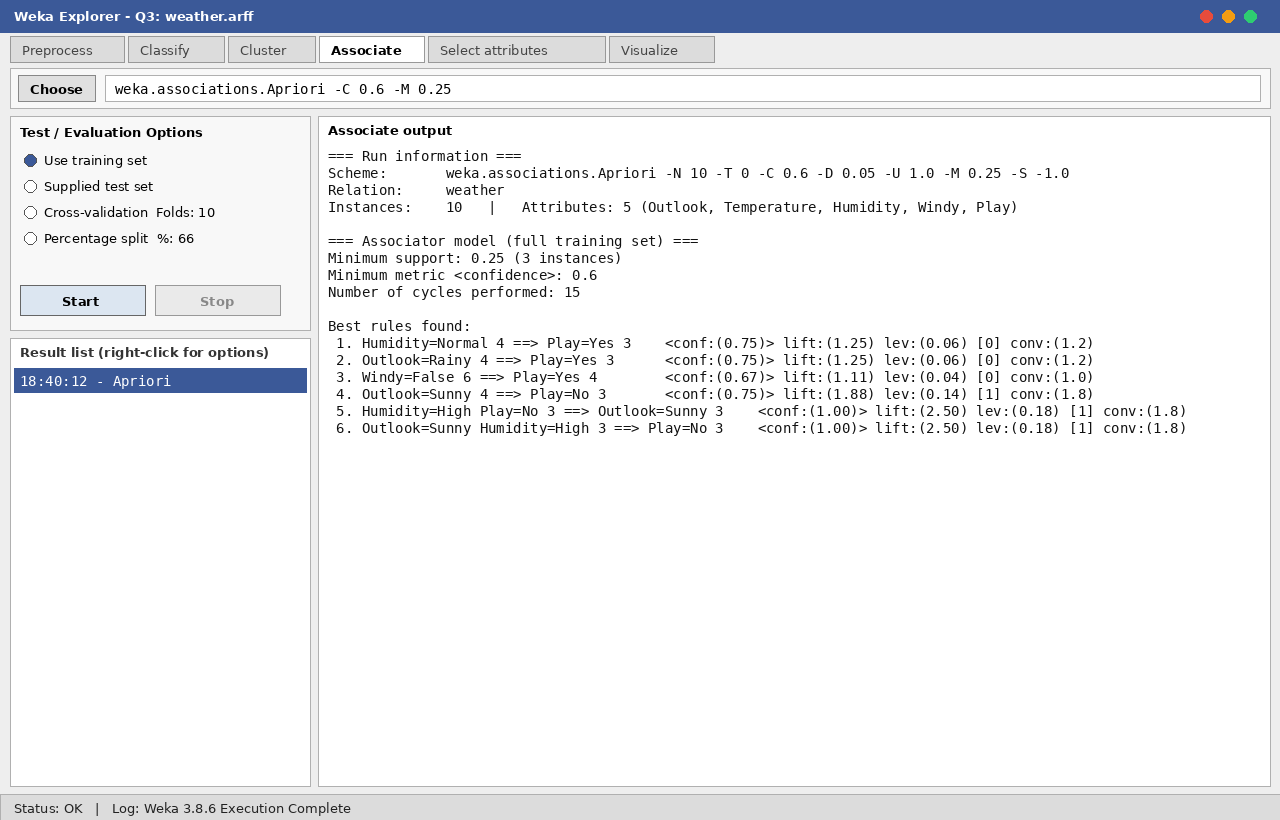 Weka Explorer - Q3: weather.arff
Preprocess Classify Cluster Associate Select attributes Visualize
Choose weka.associations.Apriori -C 0.6 -M 0.25
Test / Evaluation Options
Use training set
Supplied test set
Cross-validation  Folds: 10
Percentage split  %: 66
Start Stop
Result list (right-click for options)
18:40:12 - Apriori
Associate output
=== Run information ===
Scheme:       weka.associations.Apriori -N 10 -T 0 -C 0.6 -D 0.05 -U 1.0 -M 0.25 -S -1.0
Relation:     weather
Instances:    10   |   Attributes: 5 (Outlook, Temperature, Humidity, Windy, Play)
=== Associator model (full training set) ===
Minimum support: 0.25 (3 instances)
Minimum metric <confidence>: 0.6
Number of cycles performed: 15
Best rules found:
1. Humidity=Normal 4 ==> Play=Yes 3    <conf:(0.75)> lift:(1.25) lev:(0.06) [0] conv:(1.2)
2. Outlook=Rainy 4 ==> Play=Yes 3      <conf:(0.75)> lift:(1.25) lev:(0.06) [0] conv:(1.2)
3. Windy=False 6 ==> Play=Yes 4        <conf:(0.67)> lift:(1.11) lev:(0.04) [0] conv:(1.0)
4. Outlook=Sunny 4 ==> Play=No 3       <conf:(0.75)> lift:(1.88) lev:(0.14) [1] conv:(1.8)
5. Humidity=High Play=No 3 ==> Outlook=Sunny 3    <conf:(1.00)> lift:(2.50) lev:(0.18) [1] conv:(1.8)
6. Outlook=Sunny Humidity=High 3 ==> Play=No 3    <conf:(1.00)> lift:(2.50) lev:(0.18) [1] conv:(1.8)
Status: OK   |   Log: Weka 3.8.6 Execution Complete